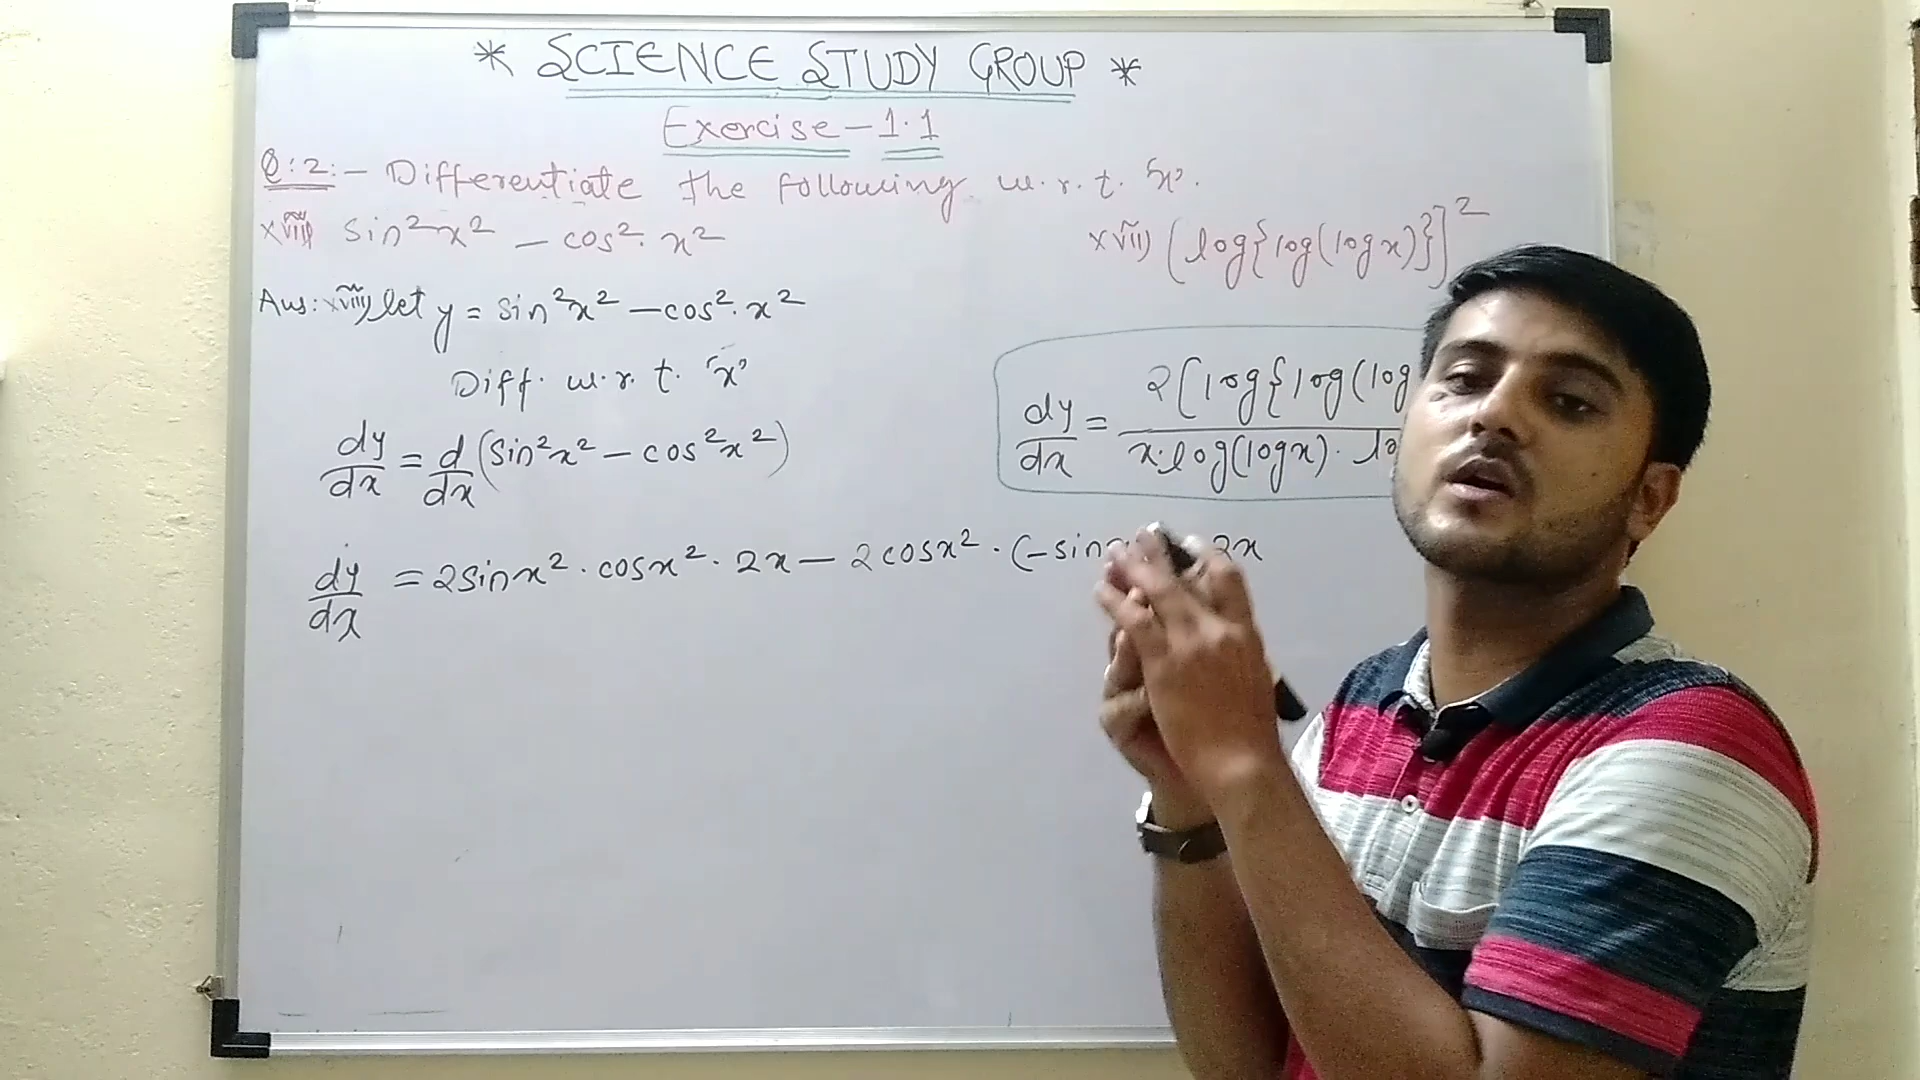 * SCIENCE STUDY GROUP *
Exercise - 1.1
Q:2:- Differentiate the following w.r.t. 'x'.
xviii) sin²x² - cos².x²
xvii) [log{log(logx)}]²
Ans: xviii) let y = sin²x² - cos².x²
Diff. w.r.t. 'x'
dy/dx = d/dx (sin²x² - cos²x²)
dy/dx = 2[log{log(log
x.log(logx).
dy/dx = 2sinx².cosx².2x - 2cosx².(-sin 2x